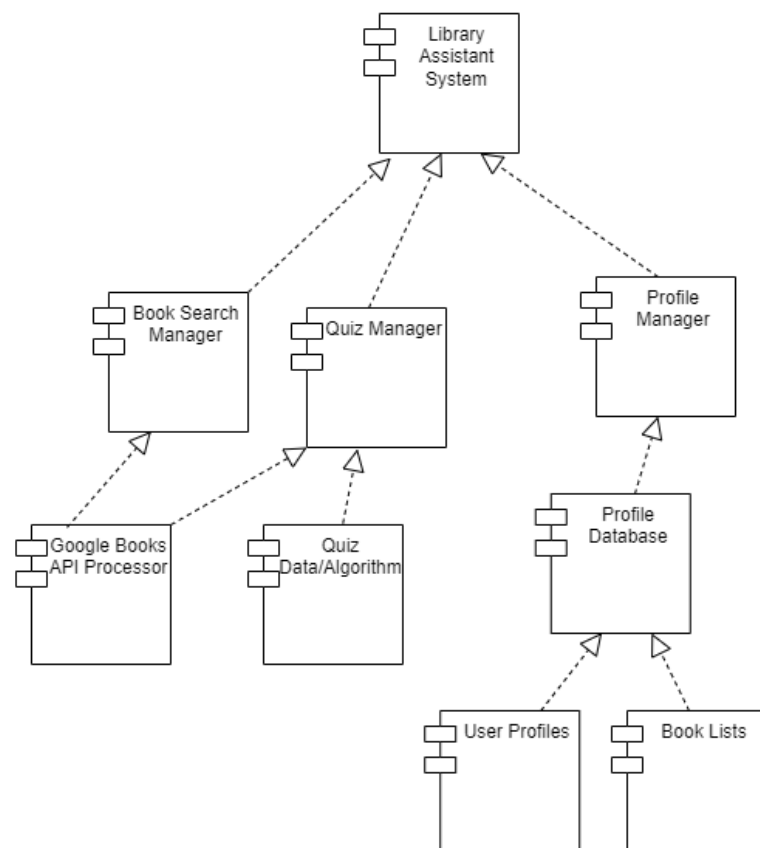 Library
Assistant
System
Book Search
Manager
Quiz Manager
Profile
Manager
Google Books
API Processor
Quiz
Data/Algorithm
Profile
Database
User Profiles
Book Lists